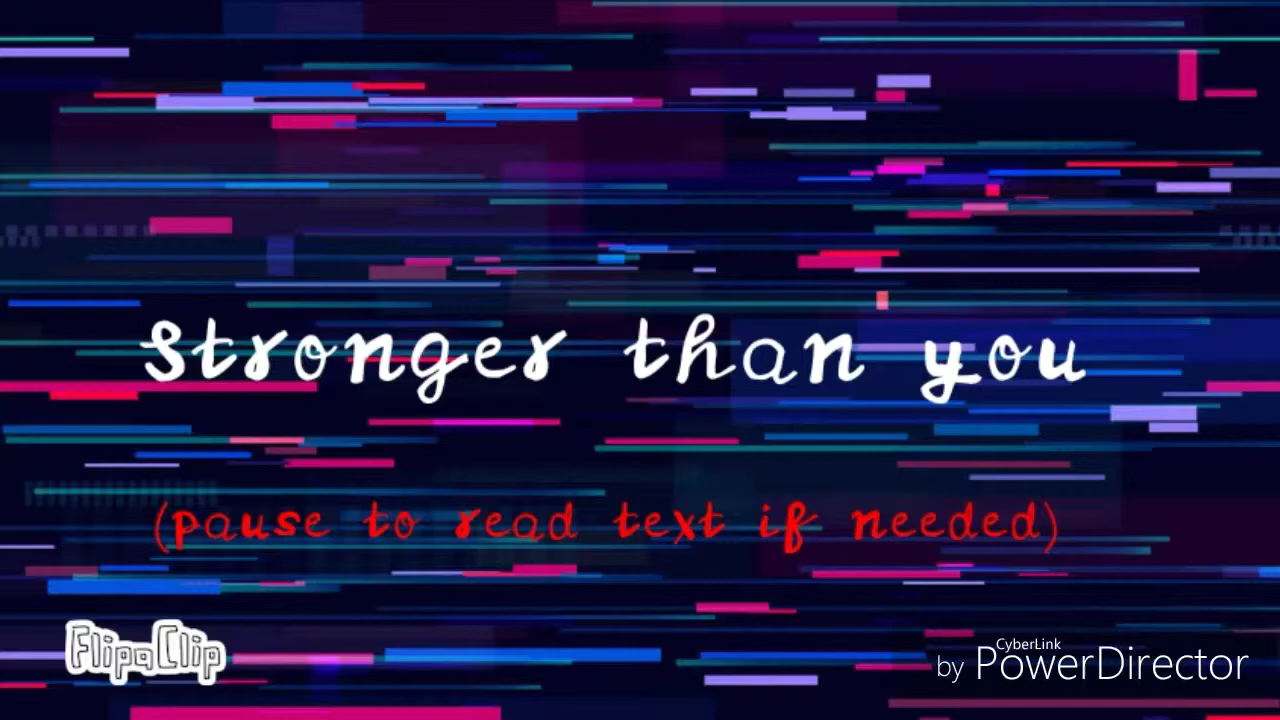 Stronger than you
(pause to read text if needed)
FlipaClip
CyberLink
by PowerDirector